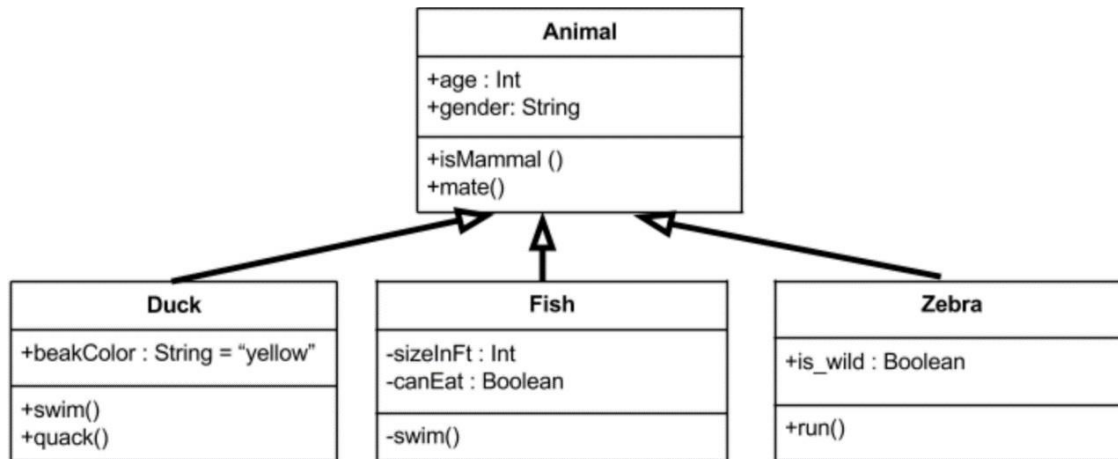 Animal
+age : Int
+gender: String
+isMammal ()
+mate()
Duck
+beakColor : String = “yellow”
+swim()
+quack()
Fish
-sizeInFt : Int
-canEat : Boolean
-swim()
Zebra
+is_wild : Boolean
+run()